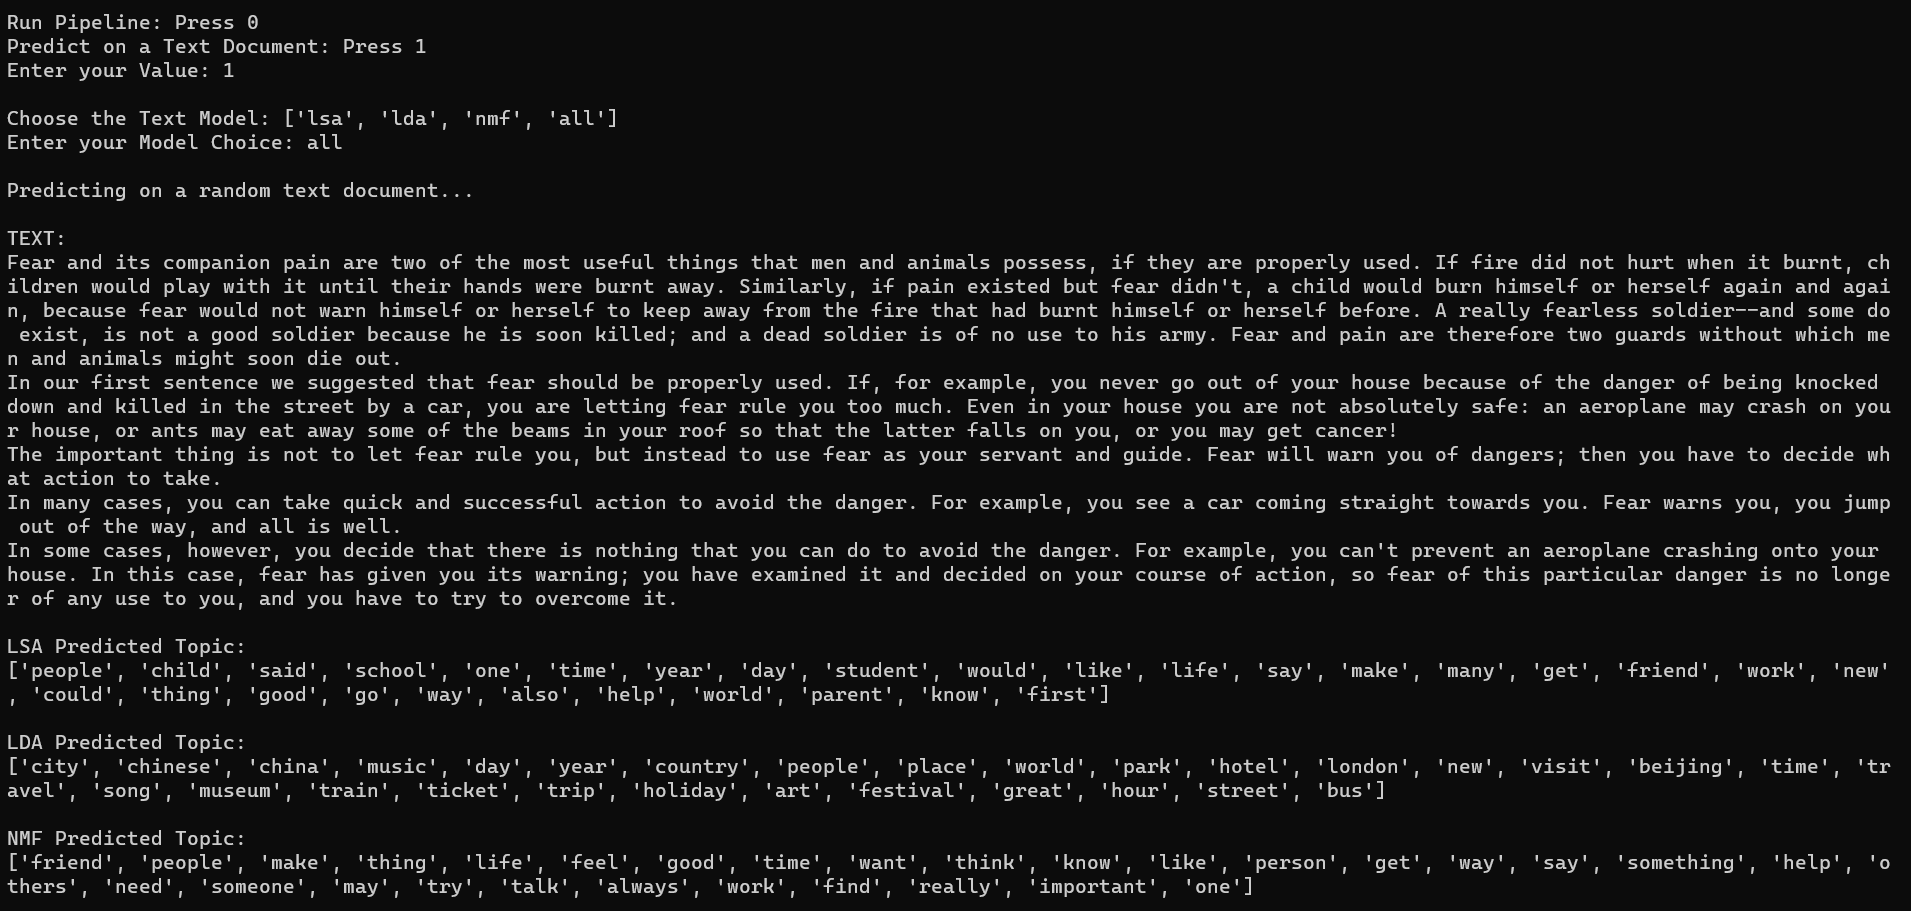 Run Pipeline: Press 0
Predict on a Text Document: Press 1
Enter your Value: 1
Choose the Text Model: ['lsa', 'lda', 'nmf', 'all']
Enter your Model Choice: all
Predicting on a random text document...
TEXT:
Fear and its companion pain are two of the most useful things that men and animals possess, if they are properly used. If fire did not hurt when it burnt, ch
ildren would play with it until their hands were burnt away. Similarly, if pain existed but fear didn't, a child would burn himself or herself again and agai
n, because fear would not warn himself or herself to keep away from the fire that had burnt himself or herself before. A really fearless soldier--and some do
 exist, is not a good soldier because he is soon killed; and a dead soldier is of no use to his army. Fear and pain are therefore two guards without which me
n and animals might soon die out.
In our first sentence we suggested that fear should be properly used. If, for example, you never go out of your house because of the danger of being knocked
down and killed in the street by a car, you are letting fear rule you too much. Even in your house you are not absolutely safe: an aeroplane may crash on you
r house, or ants may eat away some of the beams in your roof so that the latter falls on you, or you may get cancer!
The important thing is not to let fear rule you, but instead to use fear as your servant and guide. Fear will warn you of dangers; then you have to decide wh
at action to take.
In many cases, you can take quick and successful action to avoid the danger. For example, you see a car coming straight towards you. Fear warns you, you jump
 out of the way, and all is well.
In some cases, however, you decide that there is nothing that you can do to avoid the danger. For example, you can't prevent an aeroplane crashing onto your
house. In this case, fear has given you its warning; you have examined it and decided on your course of action, so fear of this particular danger is no longe
r of any use to you, and you have to try to overcome it.
LSA Predicted Topic:
['people', 'child', 'said', 'school', 'one', 'time', 'year', 'day', 'student', 'would', 'like', 'life', 'say', 'make', 'many', 'get', 'friend', 'work', 'new'
, 'could', 'thing', 'good', 'go', 'way', 'also', 'help', 'world', 'parent', 'know', 'first']
LDA Predicted Topic:
['city', 'chinese', 'china', 'music', 'day', 'year', 'country', 'people', 'place', 'world', 'park', 'hotel', 'london', 'new', 'visit', 'beijing', 'time', 'tr
avel', 'song', 'museum', 'train', 'ticket', 'trip', 'holiday', 'art', 'festival', 'great', 'hour', 'street', 'bus']
NMF Predicted Topic:
['friend', 'people', 'make', 'thing', 'life', 'feel', 'good', 'time', 'want', 'think', 'know', 'like', 'person', 'get', 'way', 'say', 'something', 'help', 'o
thers', 'need', 'someone', 'may', 'try', 'talk', 'always', 'work', 'find', 'really', 'important', 'one']